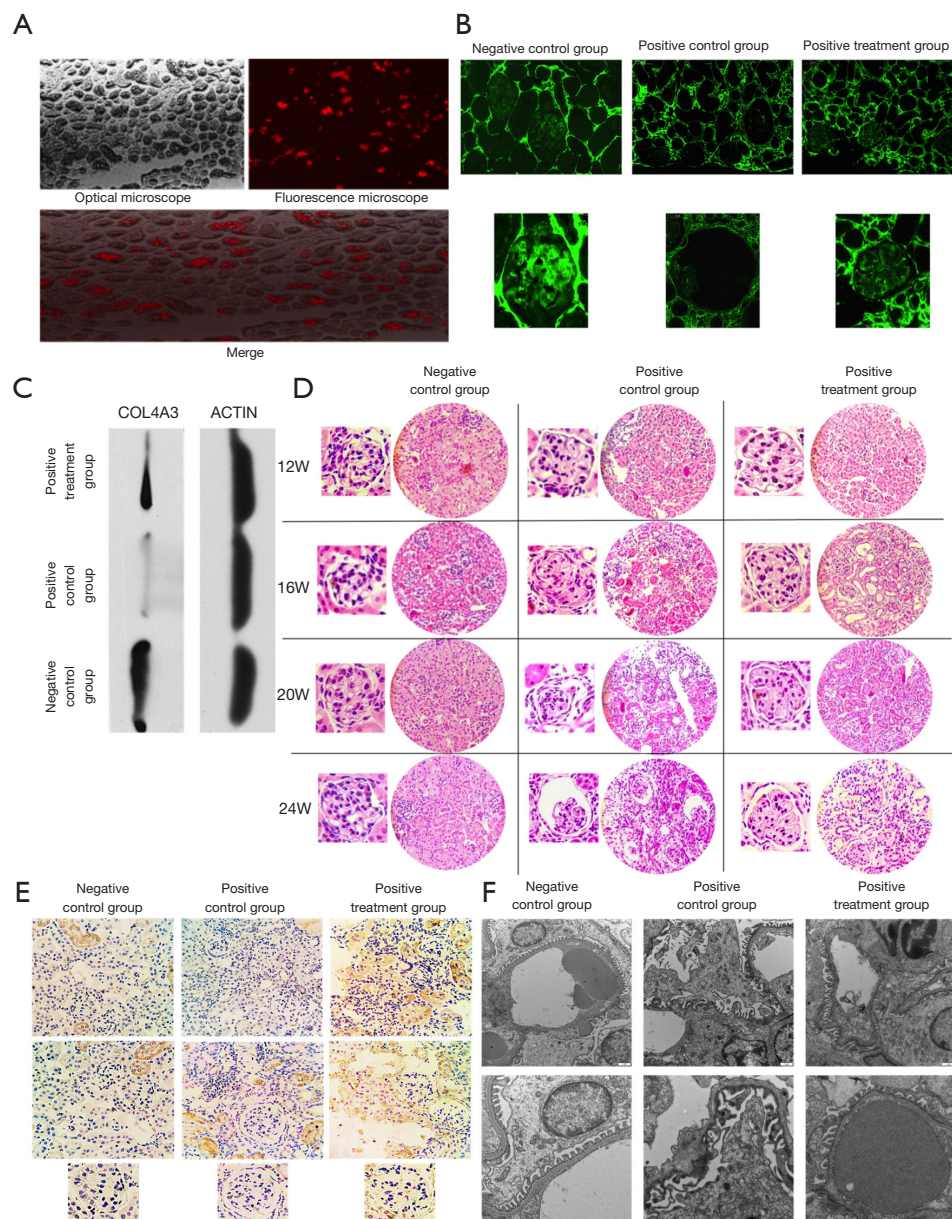 A
Optical microscope
Fluorescence microscope
Merge
B
Negative control group
Positive control group
Positive treatment group
C
COL4A3
ACTIN
Positive
treatment
group
Positive
control
group
Negative
control
group
D
Negative
control group
Positive
control group
Positive
treatment group
12W
16W
20W
24W
E
Negative
control group
Positive
control group
Positive
treatment group
F
Negative
control group
Positive
control group
Positive
treatment group